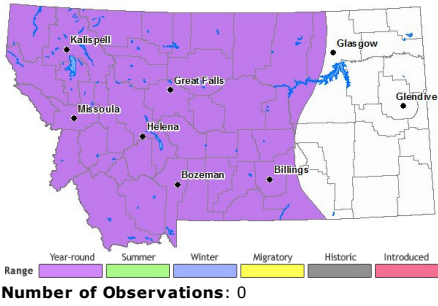 Kalispell
Glasgow
Great Falls
Glendive
Missoula
Helena
Bozeman
Billings
Year-round Summer Winter Migratory Historic Introduced
Range
Number of Observations: 0